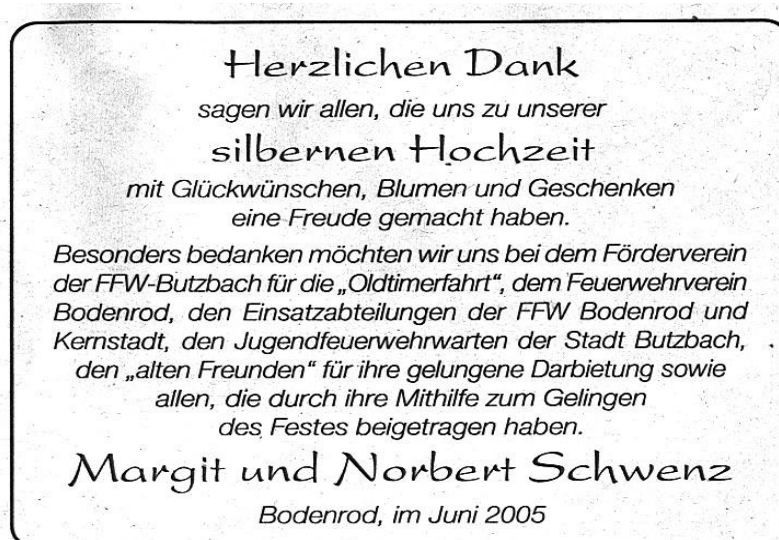 Herzlichen Dank
sagen wir allen, die uns zu unserer
silbernen Hochzeit
mit Glückwünschen, Blumen und Geschenken
eine Freude gemacht haben.
Besonders bedanken möchten wir uns bei dem Förderverein
der FFW-Butzbach für die „Oldtimerfahrt“, dem Feuerwehrverein
Bodenrod, den Einsatzabteilungen der FFW Bodenrod und
Kernstadt, den Jugendfeuerwehrwarten der Stadt Butzbach,
den „alten Freunden“ für ihre gelungene Darbietung sowie
allen, die durch ihre Mithilfe zum Gelingen
des Festes beigetragen haben.
Margit und Norbert Schwenz
Bodenrod, im Juni 2005